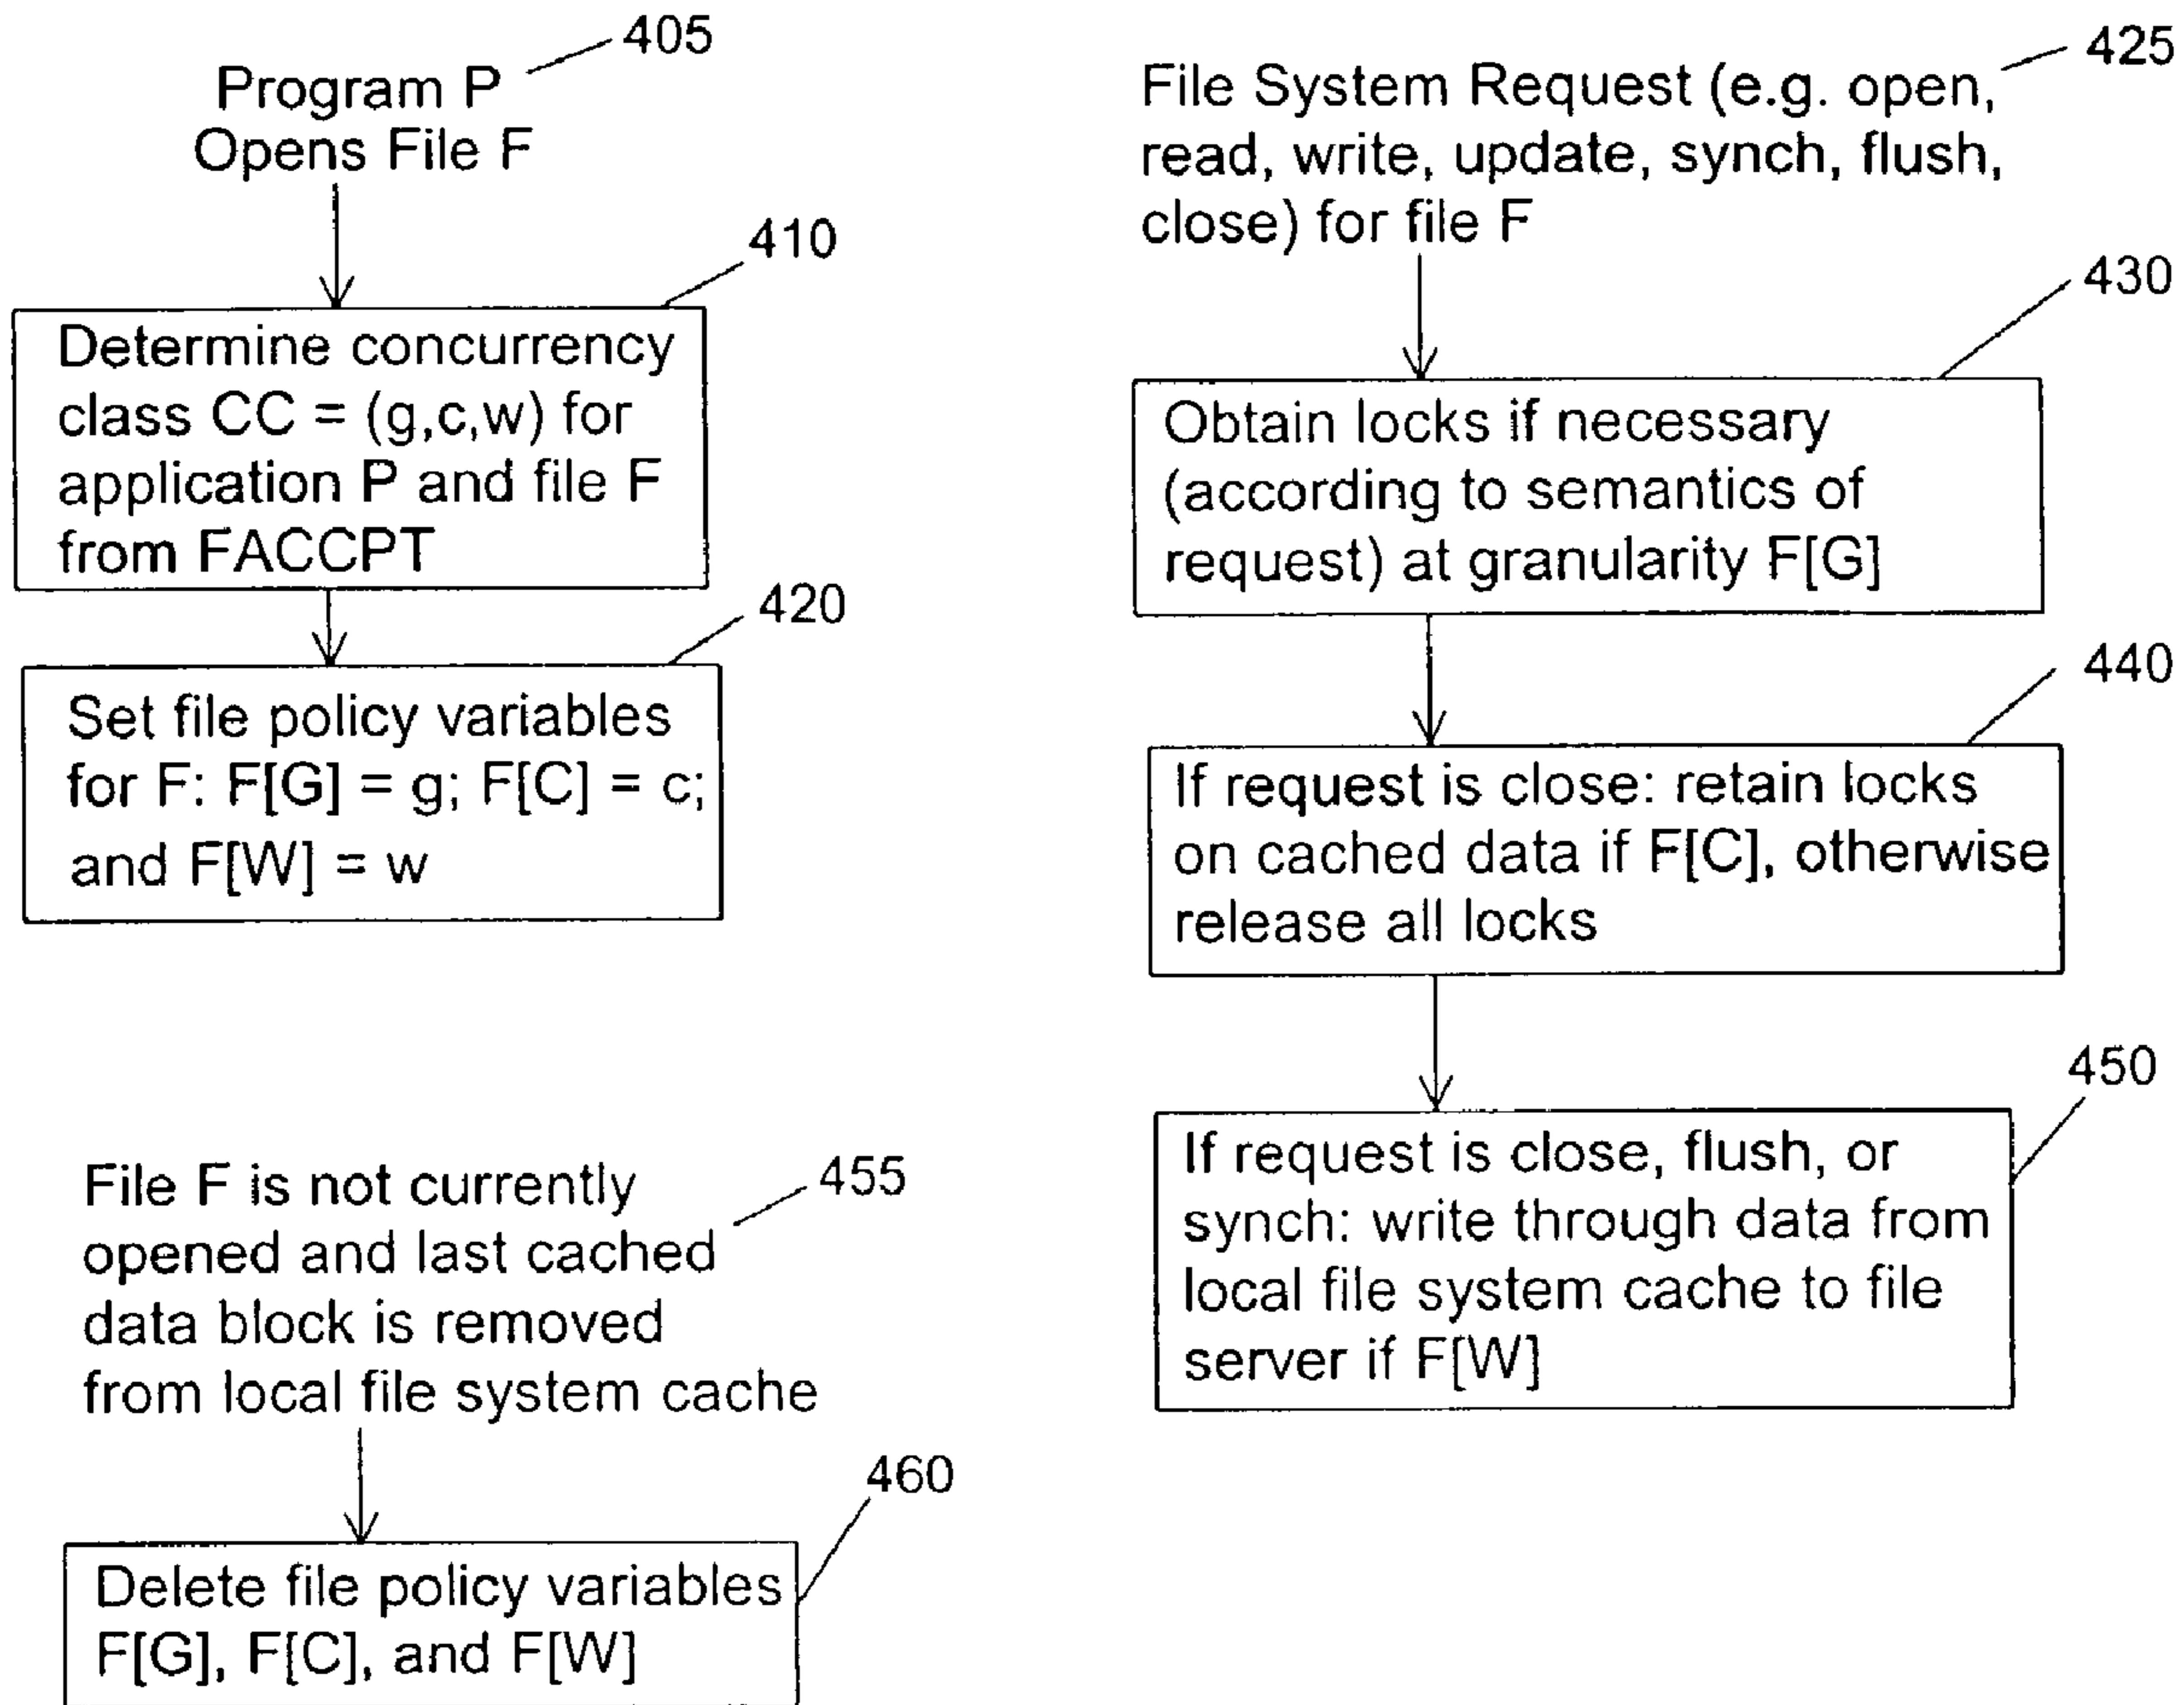 405
Program P
Opens File F
410
Determine concurrency
class CC = (g,c,w) for
application P and file F
from FACCPT
420
Set file policy variables
for F: F[G] = g; F[C] = c;
and F[W] = w
425
File System Request (e.g. open,
read, write, update, synch, flush,
close) for file F
430
Obtain locks if necessary
(according to semantics of
request) at granularity F[G]
440
If request is close: retain locks
on cached data if F[C], otherwise
release all locks
450
If request is close, flush, or
synch: write through data from
local file system cache to file
server if F[W]
455
File F is not currently
opened and last cached
data block is removed
from local file system cache
460
Delete file policy variables
F[G], F[C], and F[W]